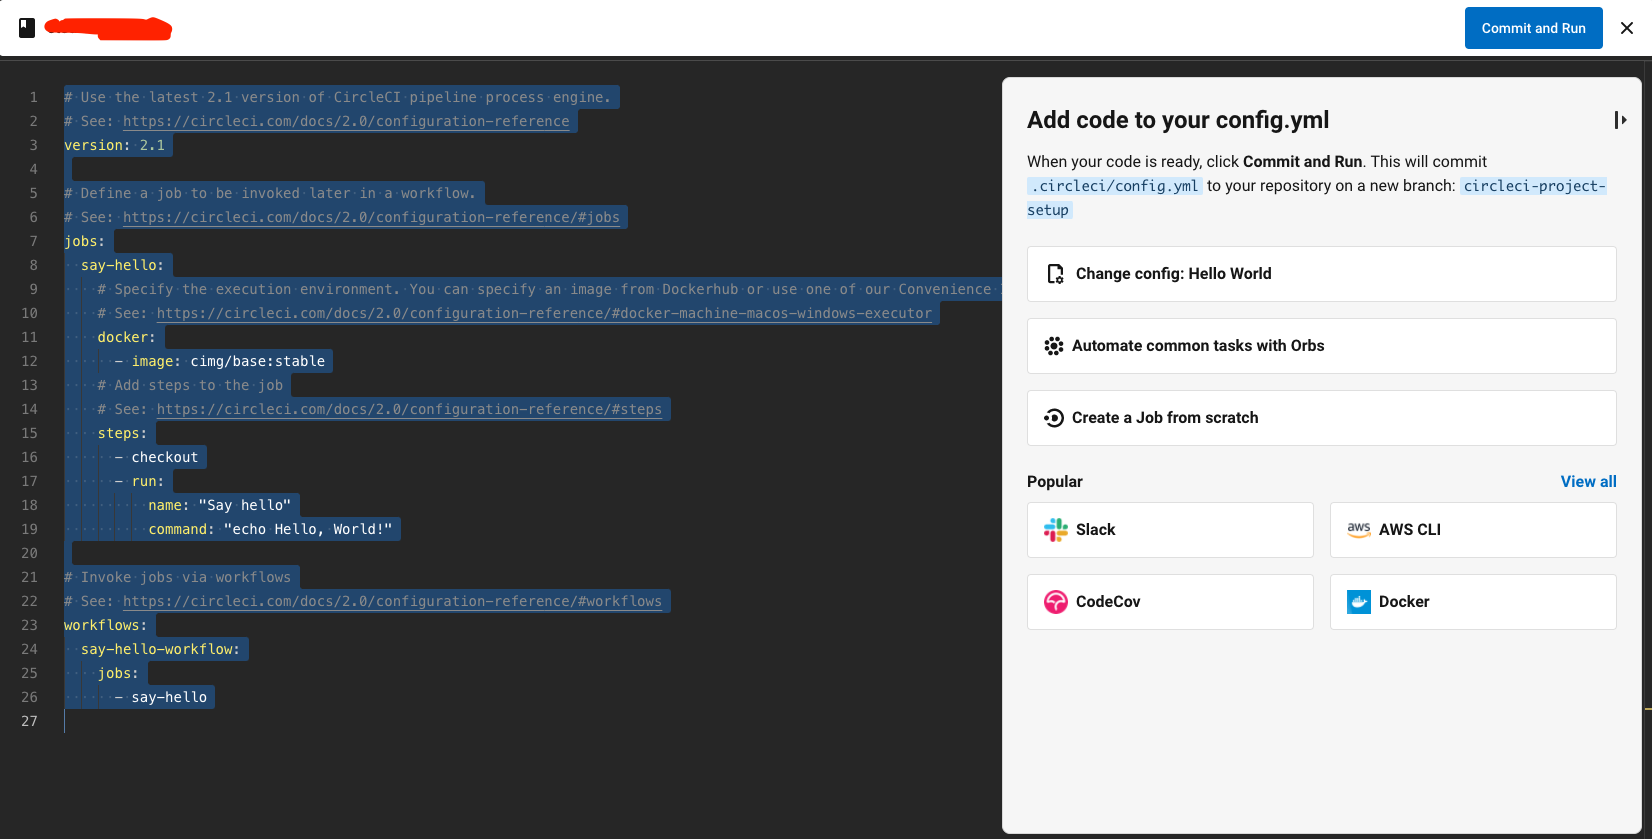 Commit and Run
1 # Use the latest 2.1 version of CircleCI pipeline process engine.
2 # See: https://circleci.com/docs/2.0/configuration-reference
3 version: 2.1
4
5 # Define a job to be invoked later in a workflow.
6 # See: https://circleci.com/docs/2.0/configuration-reference/#jobs
7 jobs:
8   say-hello:
9     # Specify the execution environment. You can specify an image from Dockerhub or use one of our Convenience
10     # See: https://circleci.com/docs/2.0/configuration-reference/#docker-machine-macos-windows-executor
11     docker:
12       - image: cimg/base:stable
13     # Add steps to the job
14     # See: https://circleci.com/docs/2.0/configuration-reference/#steps
15     steps:
16       - checkout
17       - run:
18           name: "Say hello"
19           command: "echo Hello, World!"
20
21 # Invoke jobs via workflows
22 # See: https://circleci.com/docs/2.0/configuration-reference/#workflows
23 workflows:
24   say-hello-workflow:
25     jobs:
26       - say-hello
27
Add code to your config.yml
When your code is ready, click Commit and Run. This will commit
.circleci/config.yml to your repository on a new branch: circleci-project-
setup
Change config: Hello World
Automate common tasks with Orbs
Create a Job from scratch
Popular View all
Slack
aws AWS CLI
CodeCov
Docker